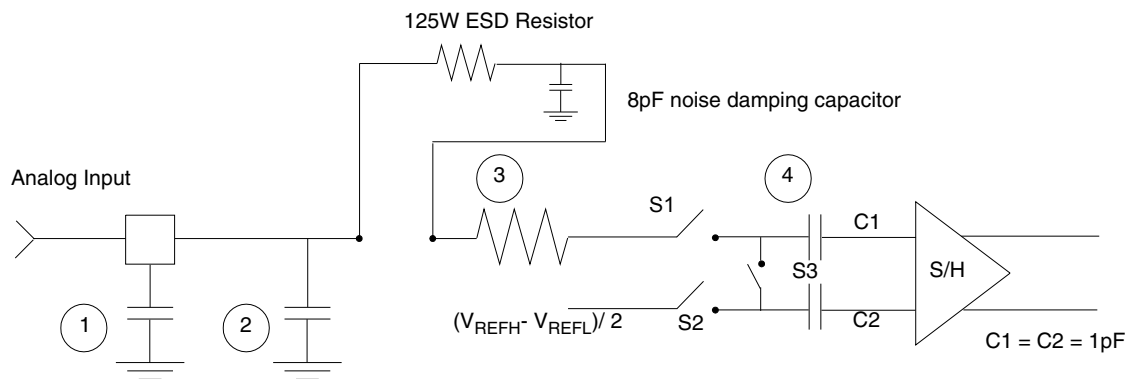 125W ESD Resistor
8pF noise damping capacitor
Analog Input
3
4
S1
C1
S3
S/H
1
2
(VREFH- VREFL)/ 2
S2
C2
C1 = C2 = 1pF